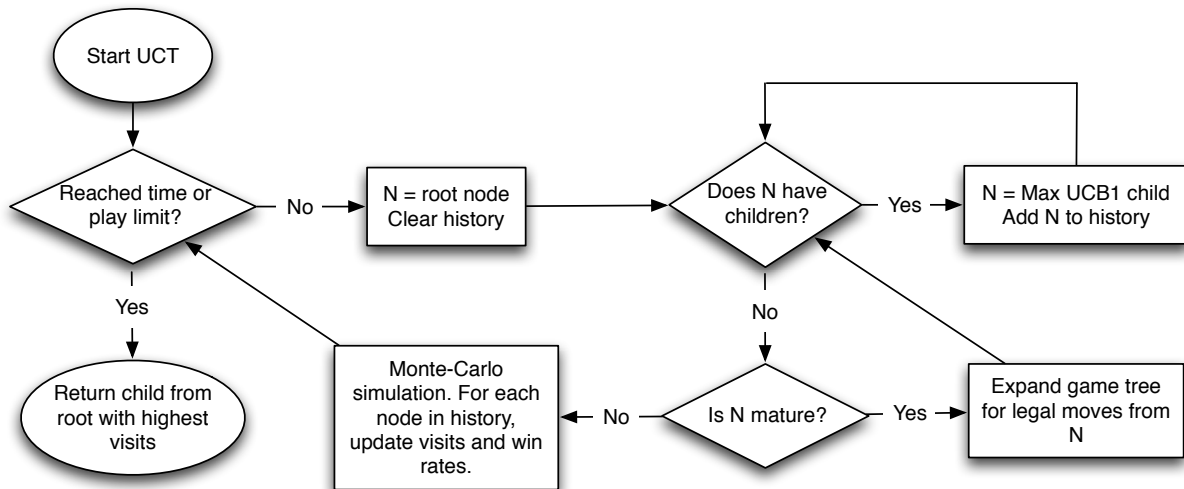 Start UCT
Reached time or
play limit?
No
N = root node
Clear history
Does N have
children?
Yes
N = Max UCB1 child
Add N to history
Yes
No
Return child from
root with highest
visits
Monte-Carlo
simulation. For each
node in history,
update visits and win
rates.
No
Is N mature?
Yes
Expand game tree
for legal moves from
N